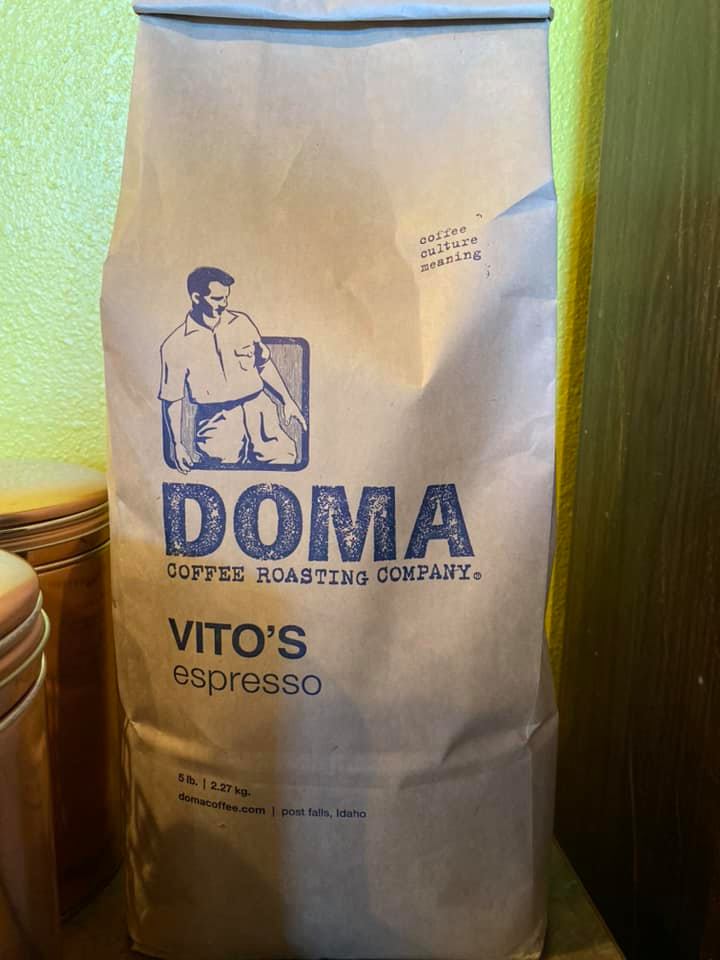 coffee
culture
meaning
DOMA
COFFEE ROASTING COMPANY®
VITO'S
espresso
5 lb. | 2.27 kg.
domacoffee.com | post falls, Idaho